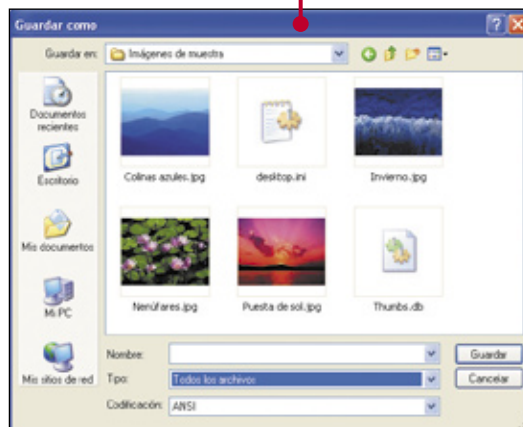 Guardar como
Guardar en: Imágenes de muestra
Documentos
recientes
Escritorio
Mis documentos
Mi PC
Mis sitios de red
Colinas azules.jpg desktop.ini Invierno.jpg
Nenúfares.jpg Puesta de sol.jpg Thumbs.db
Nombre: Guardar
Tipo: Todos los archivos Cancelar
Codificación: ANSI